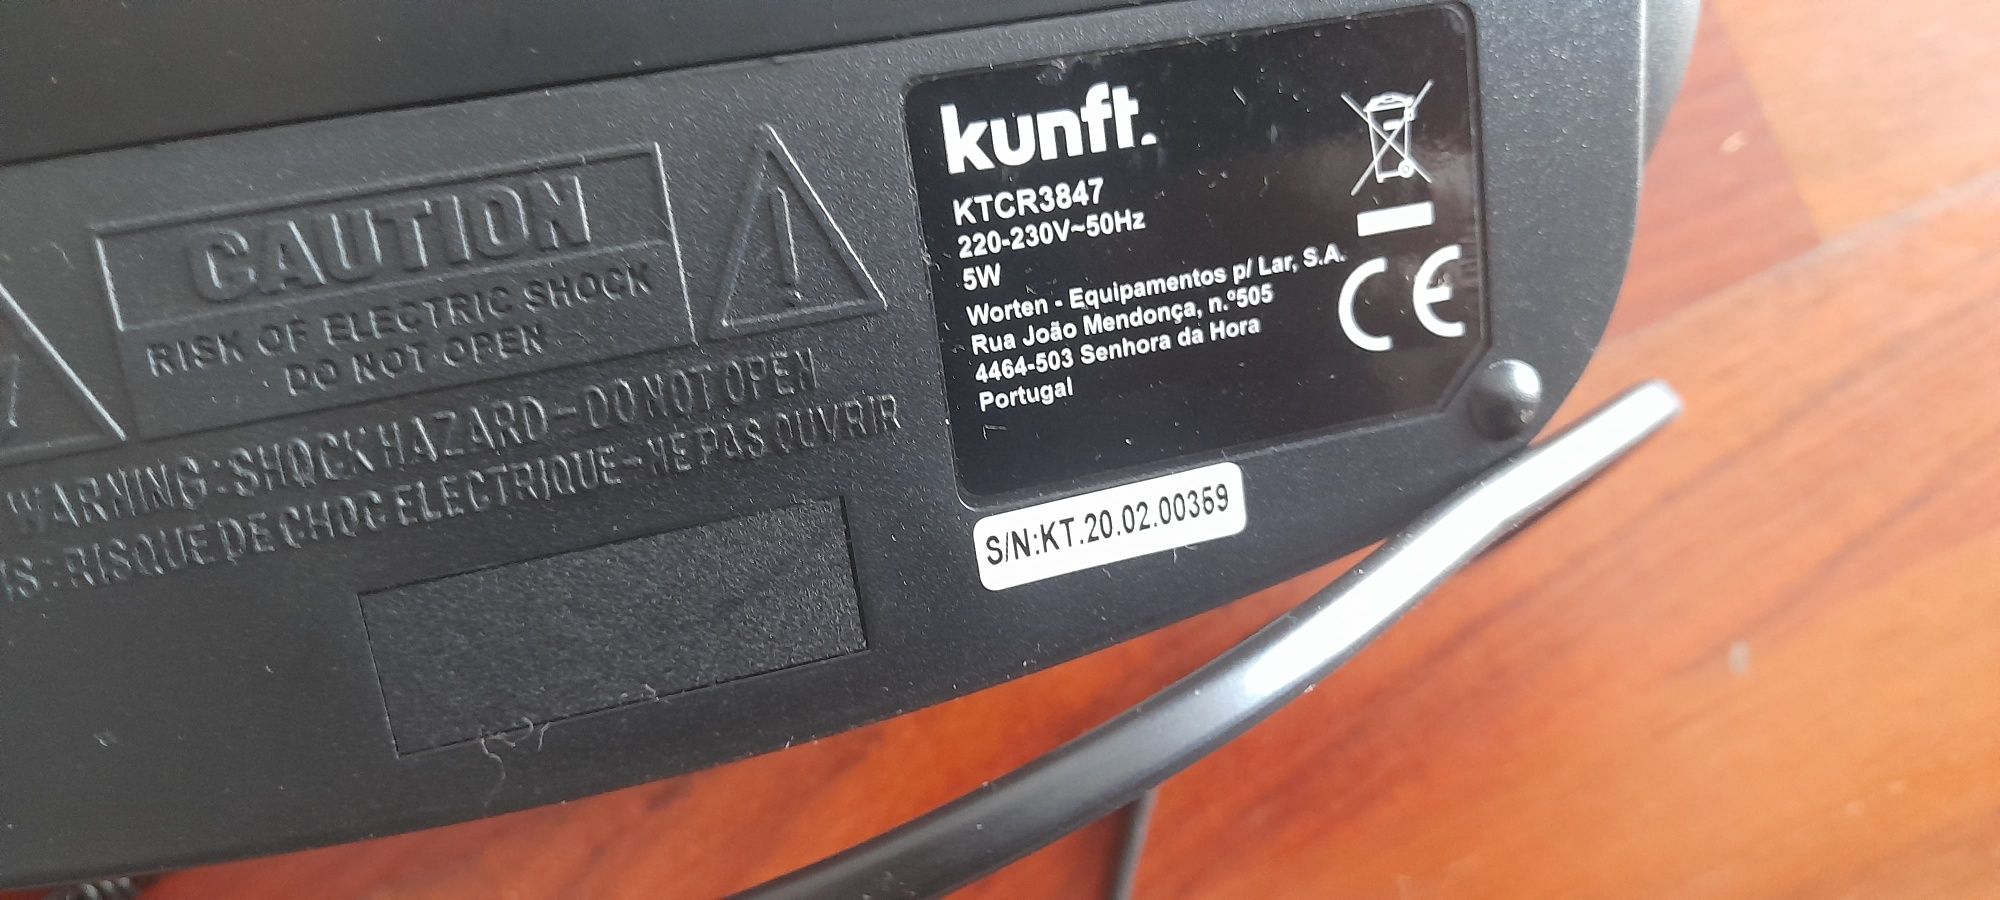 CAUTION
RISK OF ELECTRIC SHOCK
DO NOT OPEN
WARNING: SHOCK HAZARD - DO NOT OPEN
IS: RISQUE DE CHOC ELECTRIQUE - NE PAS OUVRIR
kunft.
KTCR3847
220-230V~50Hz
5W
Worten - Equipamentos p/ Lar, S.A.
Rua João Mendonça, n.º505
4464-503 Senhora da Hora
Portugal
CE
S/N:KT.20.02.00359